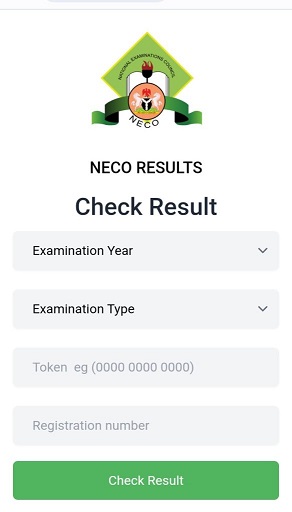 NATIONAL EXAMINATIONS COUNCIL
NECO
NECO RESULTS
Check Result
Examination Year
Examination Type
Token eg (0000 0000 0000)
Registration number
Check Result